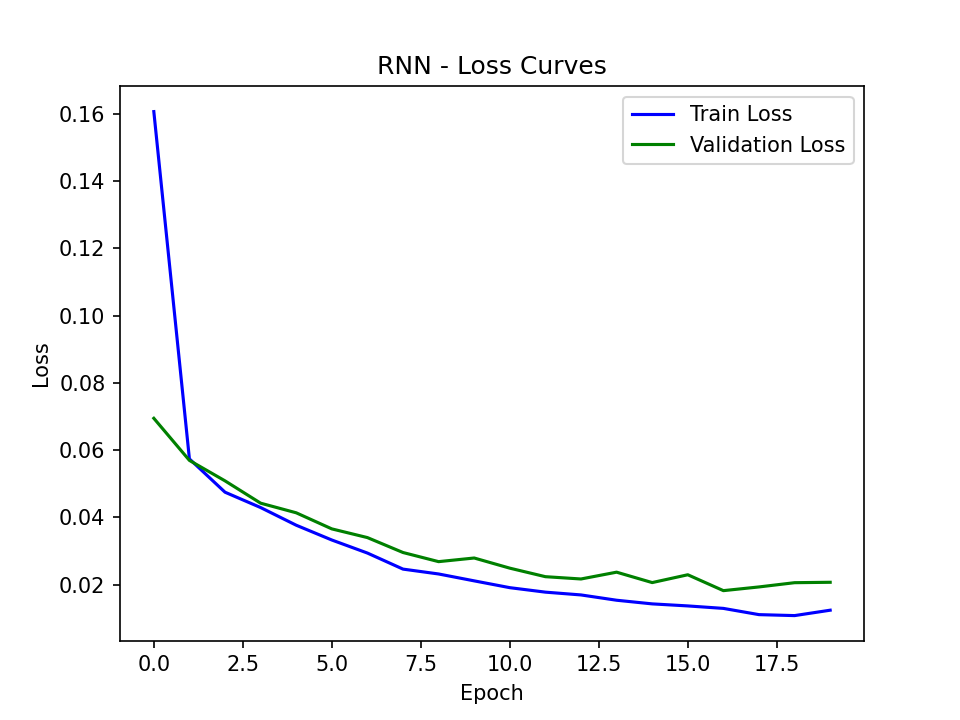 RNN - Loss Curves
Train Loss
Validation Loss
0.16
0.14
0.12
0.10
0.08
0.06
0.04
0.02
Loss
0.0 2.5 5.0 7.5 10.0 12.5 15.0 17.5
Epoch